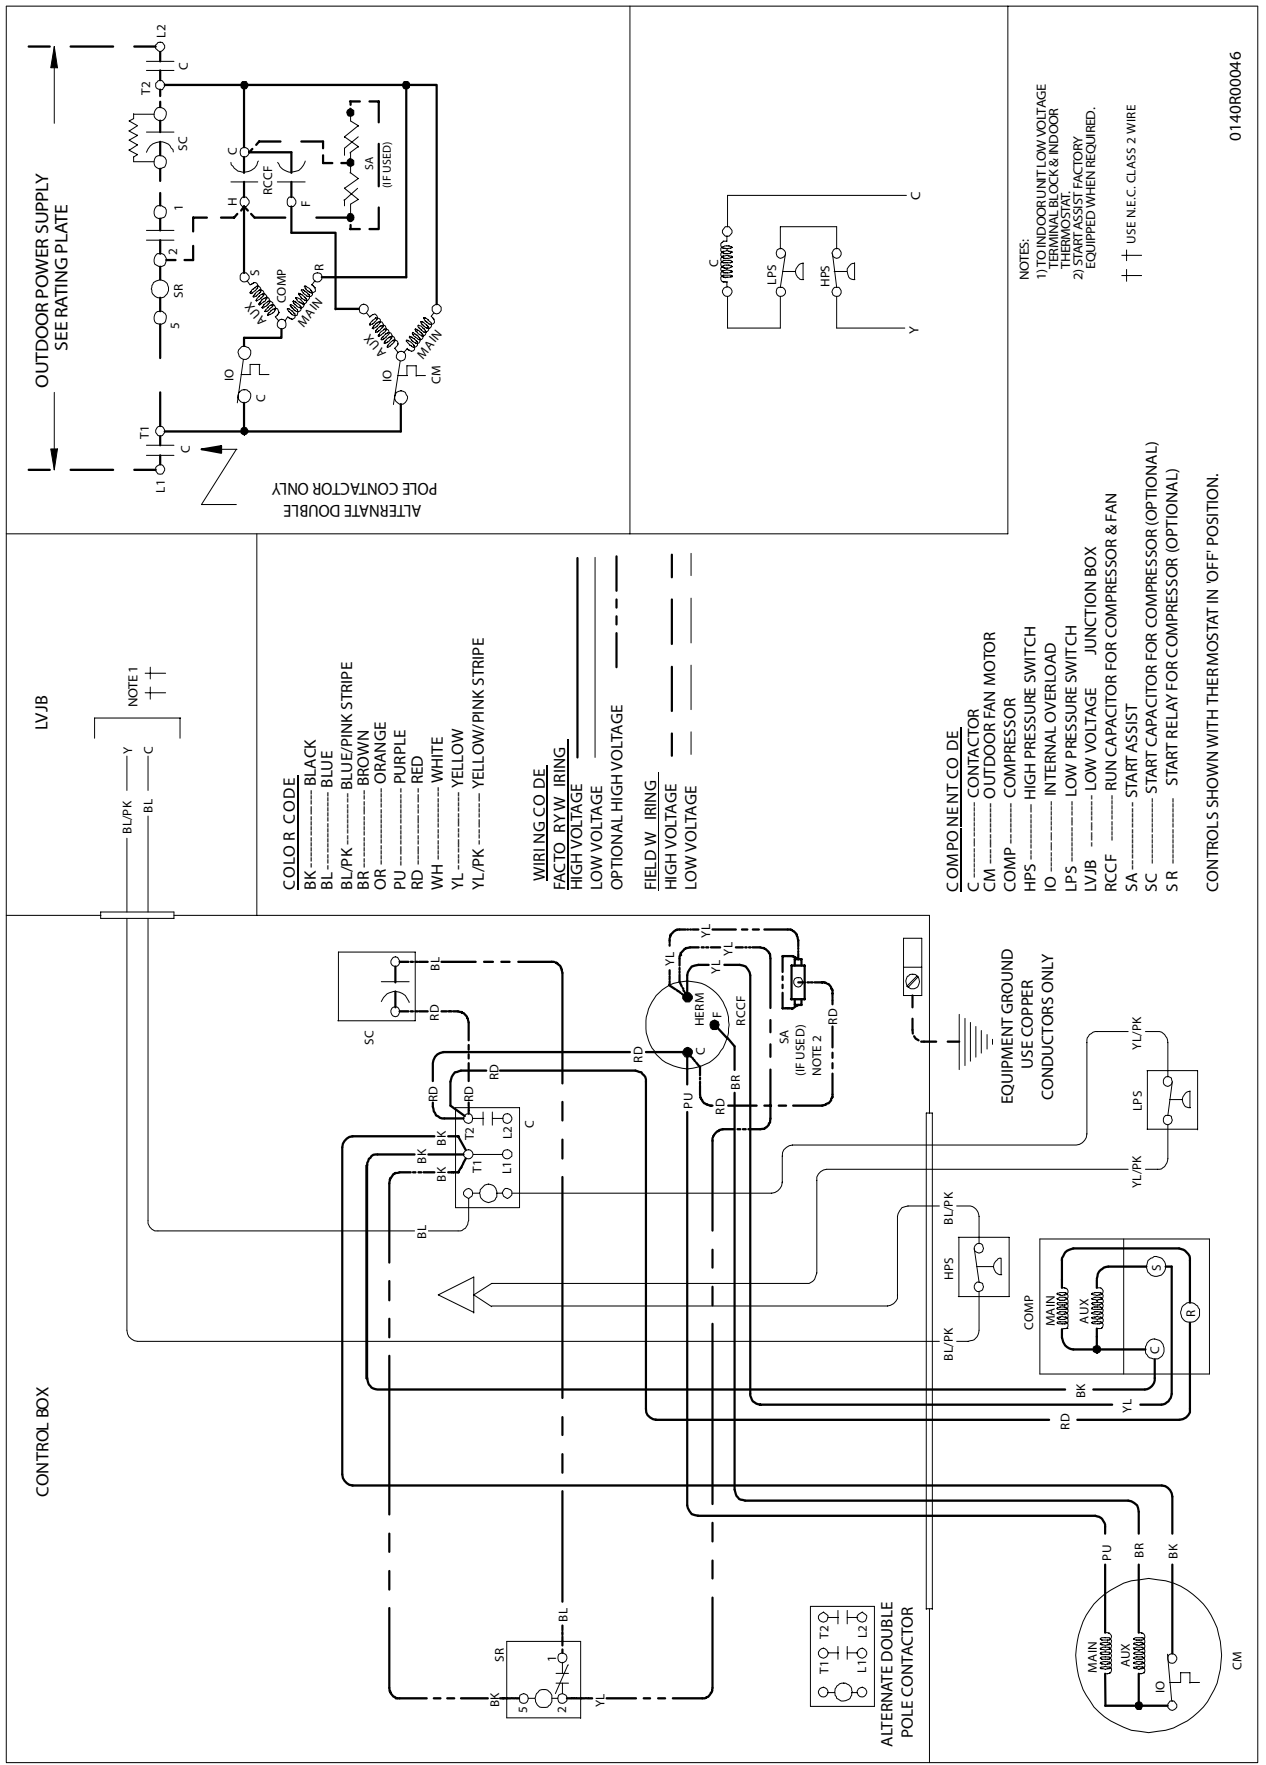 CONTROL BOX
LVJB
OUTDOOR POWER SUPPLY
SEE RATING PLATE
L1
C
T1
5
SR
2
1
SC
T2
C
L2
ALTERNATE DOUBLE
POLE CONTACTOR ONLY
C
IO
COMP
AUX
MAIN
S
R
H
F
C
RCCF
SA
(IF USED)
IO
CM
AUX
MAIN
C
LPS
HPS
Y
C
NOTES:
1) TO INDOOR UNIT LOW VOLTAGE
TERMINAL BLOCK & INDOOR
THERMOSTAT.
2) START ASSIST FACTORY
EQUIPPED WHEN REQUIRED.
†† USE N.E.C. CLASS 2 WIRE
0140R00046
BL/PK
Y
BL
C
NOTE 1
††
COLOR CODE
BK ---------- BLACK
BL --------- BLUE
BL/PK -------- BLUE/PINK STRIPE
BR ---------- BROWN
OR ------------ ORANGE
PU ---------- PURPLE
RD ---------- RED
WH ---------- WHITE
YL ----------- YELLOW
YL/PK ---------- YELLOW/PINK STRIPE
WIRING CODE
FACTORY WIRING
HIGH VOLTAGE
LOW VOLTAGE
OPTIONAL HIGH VOLTAGE
FIELD WIRING
HIGH VOLTAGE
LOW VOLTAGE
COMPONENT CODE
C ---------------- CONTACTOR
CM ---------- OUTDOOR FAN MOTOR
COMP ---------- COMPRESSOR
HPS ---------- HIGH PRESSURE SWITCH
IO -------------- INTERNAL OVERLOAD
LPS ---------- LOW PRESSURE SWITCH
LVJB ---------- LOW VOLTAGE JUNCTION BOX
RCCF ---------- RUN CAPACITOR FOR COMPRESSOR & FAN
SA ------------ START ASSIST
SC ------------ START CAPACITOR FOR COMPRESSOR (OPTIONAL)
SR ------------ START RELAY FOR COMPRESSOR (OPTIONAL)
CONTROLS SHOWN WITH THERMOSTAT IN 'OFF' POSITION.
SC
BL
RD
RD
RD
RD
RD
BK
BK
BK
T2
L2
T1
L1
C
BL
YL
YL
YL
YL
HERM
F
C
RCCF
SA
(IF USED)
NOTE 2
RD
RD
PU
BR
EQUIPMENT GROUND
USE COPPER
CONDUCTORS ONLY
YL/PK
LPS
YL/PK
BL/PK
HPS
BL/PK
COMP
MAIN
AUX
S
C
R
BK
YL
RD
SR
BK
5
2
1
BL
YL
T1
T2
L1
L2
ALTERNATE DOUBLE
POLE CONTACTOR
PU
BR
BK
MAIN
AUX
IO
CM